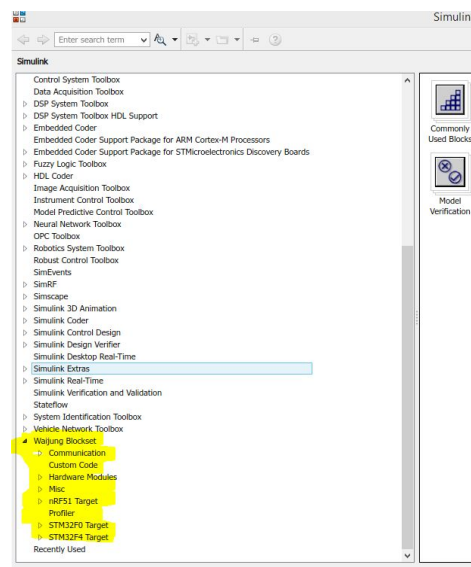 Simulin
Enter search term
Simulink
Control System Toolbox
Data Acquisition Toolbox
DSP System Toolbox
DSP System Toolbox HDL Support
Embedded Coder
Embedded Coder Support Package for ARM Cortex-M Processors
Embedded Coder Support Package for STMicroelectronics Discovery Boards
Fuzzy Logic Toolbox
HDL Coder
Image Acquisition Toolbox
Instrument Control Toolbox
Model Predictive Control Toolbox
Neural Network Toolbox
OPC Toolbox
Robotics System Toolbox
Robust Control Toolbox
SimEvents
SimRF
Simscape
Simulink 3D Animation
Simulink Coder
Simulink Control Design
Simulink Design Verifier
Simulink Desktop Real-Time
Simulink Extras
Simulink Real-Time
Simulink Verification and Validation
Stateflow
System Identification Toolbox
Vehicle Network Toolbox
Waijung Blockset
Communication
Custom Code
Hardware Modules
Misc
nRF51 Target
Profiler
STM32F0 Target
STM32F4 Target
Recently Used
Commonly
Used Blocks
Model
Verification